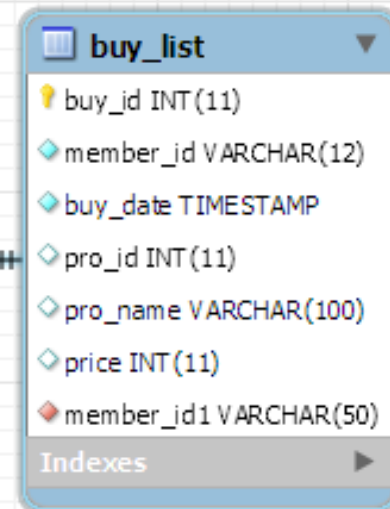 buy_list
buy_id INT(11)
member_id VARCHAR(12)
buy_date TIMESTAMP
pro_id INT(11)
pro_name VARCHAR(100)
price INT(11)
member_id1 VARCHAR(50)
Indexes